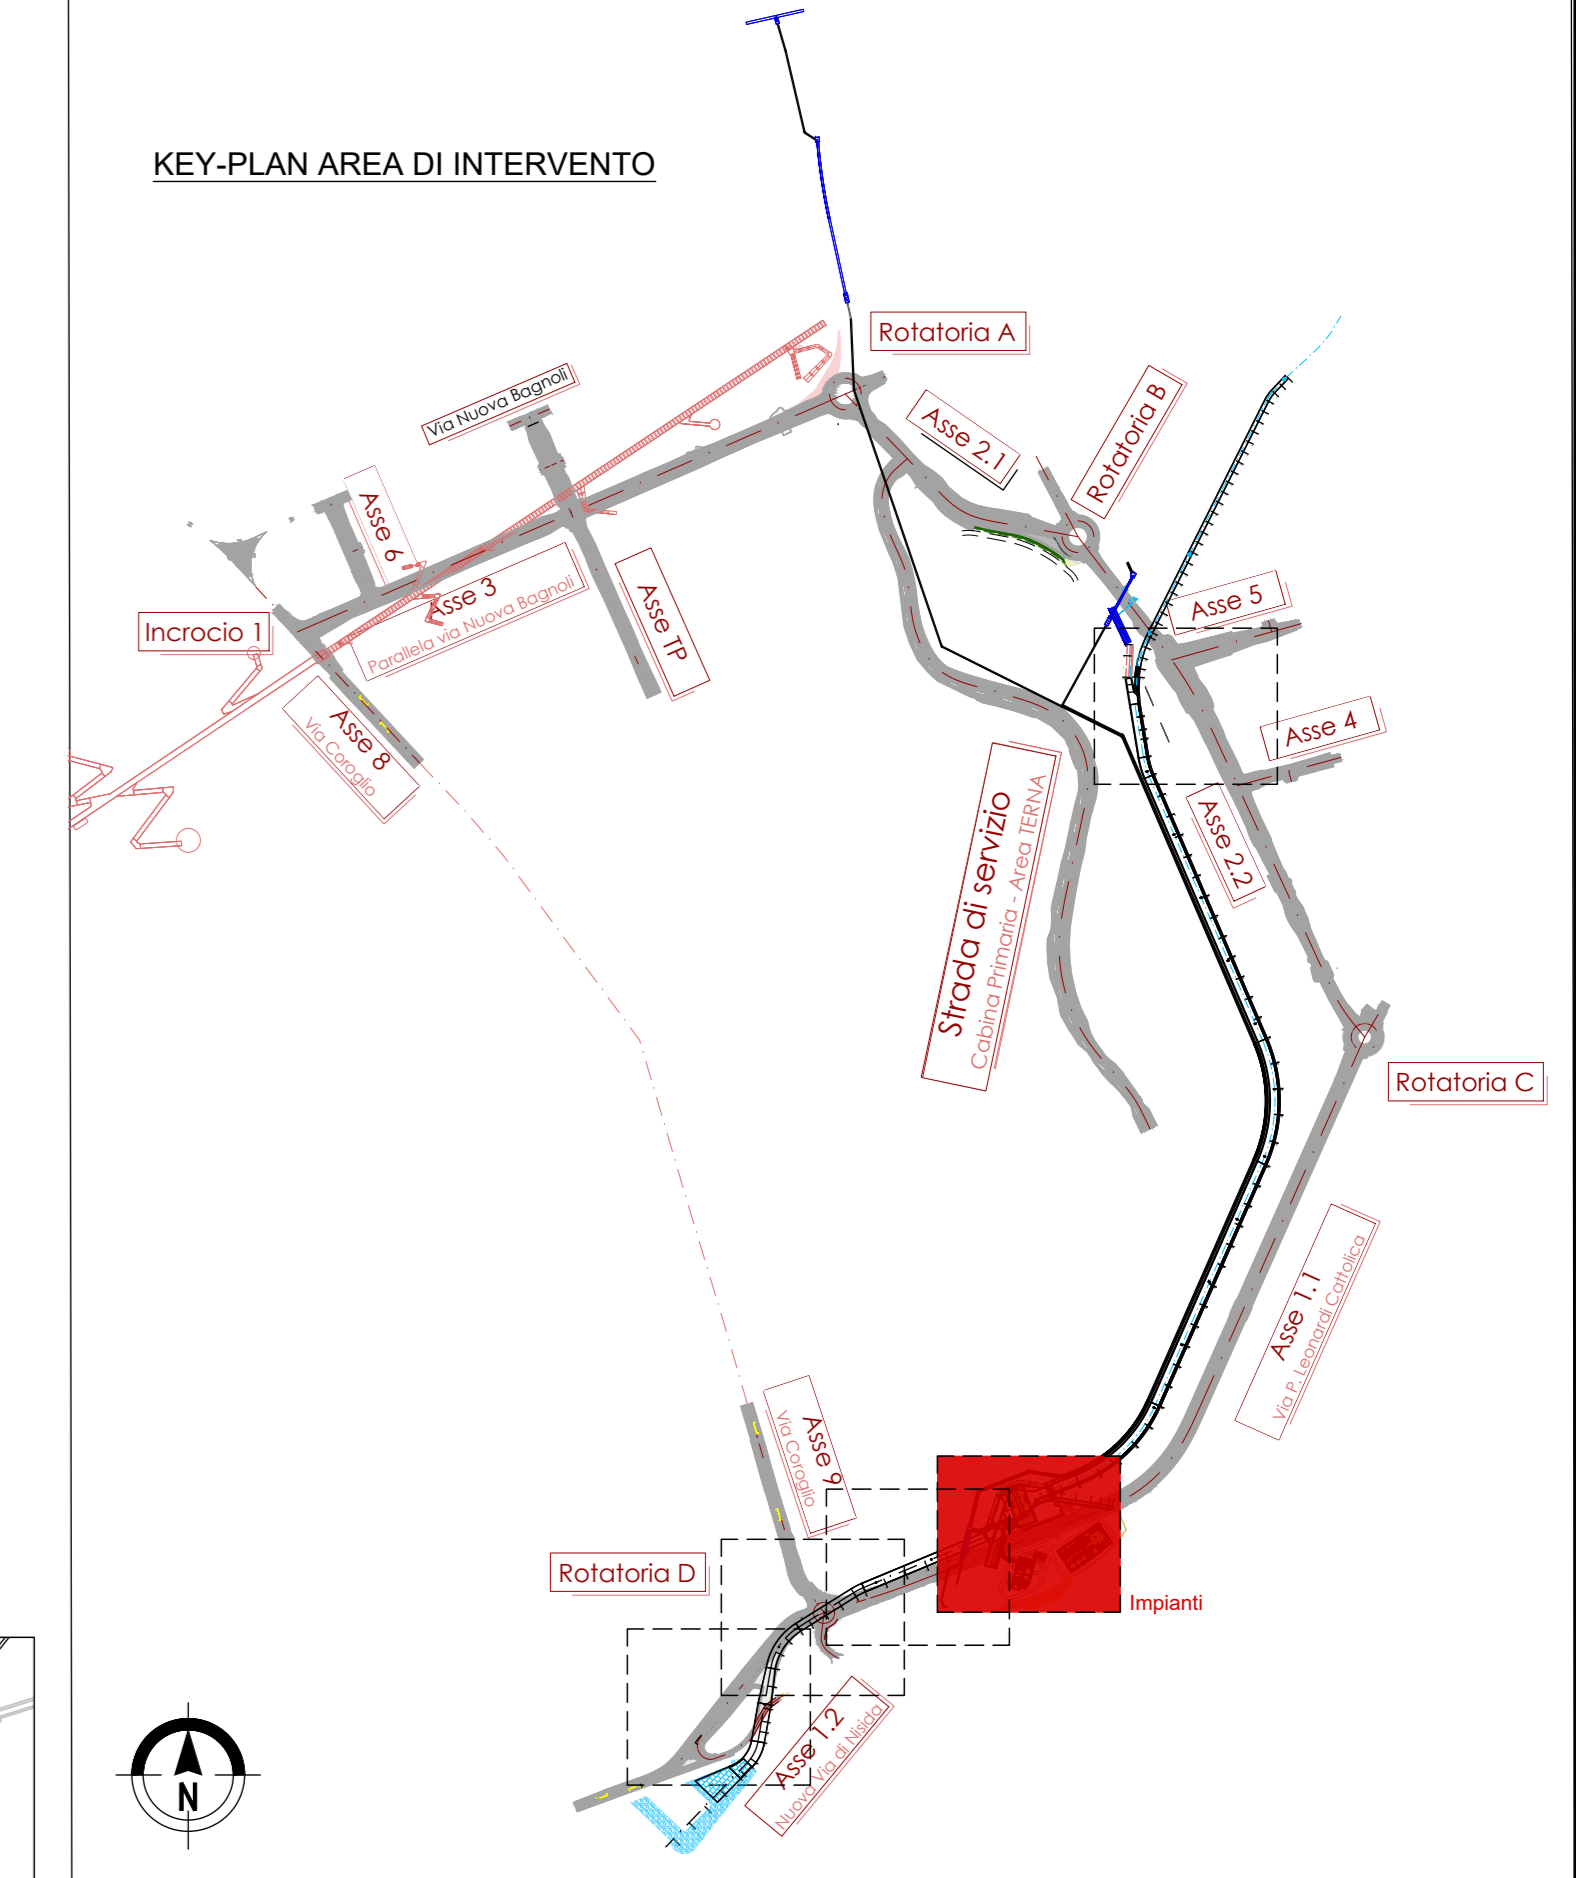 KEY-PLAN AREA DI INTERVENTO
Rotatoria A
Via Nuova Bagnoli
Asse 2.1
Rotatoria B
Asse 6
Asse 3
Parallela via Nuova Bagnoli
Asse TP
Incrocio 1
Asse 5
Asse 8
Via Coroglio
Asse 4
Strada di servizio
Cabina Primaria - Area TERNA
Asse 2.2
Rotatoria C
Asse 1.1
Via P. Leonardi Cattolica
Asse 9
Via Coroglio
Rotatoria D
Impianti
Asse 1.2
Nuova Via di Nisida
N